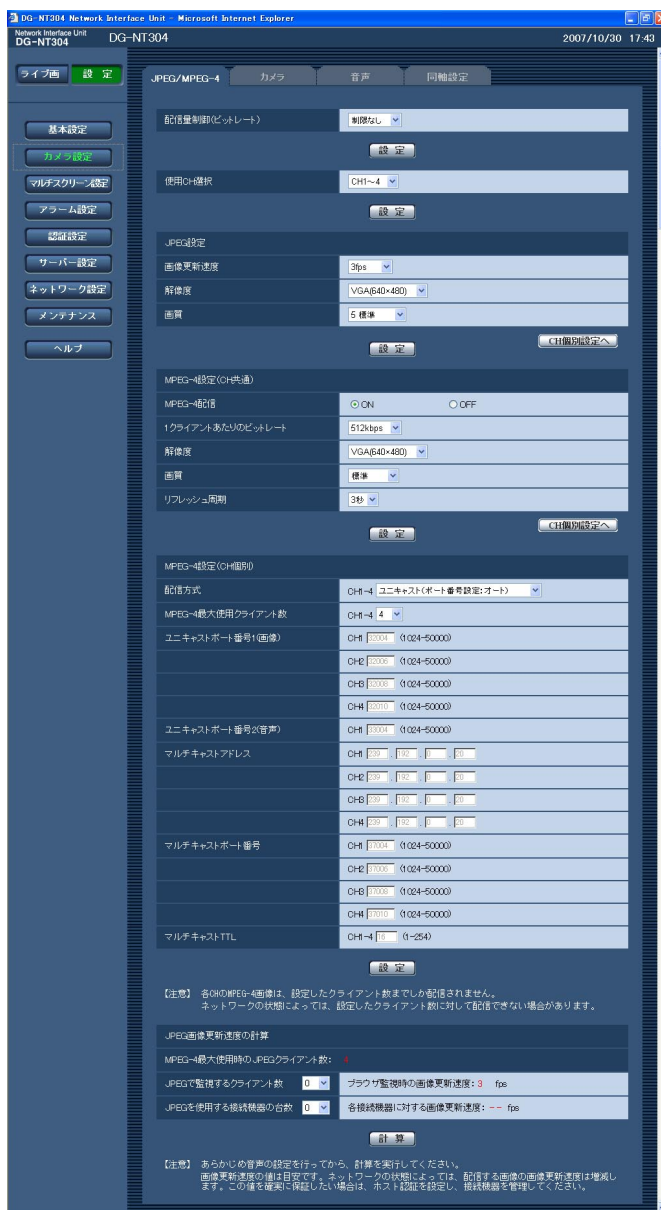 DG-NT304 Network Interface Unit - Microsoft Internet Explorer
Network Interface Unit
DG-NT304
DG-NT304
2007/10/30 17:43
ライブ画
設 定
JPEG/MPEG-4
カメラ
音声
同軸設定
基本設定
カメラ設定
マルチスクリーン設定
アラーム設定
認証設定
サーバー設定
ネットワーク設定
メンテナンス
ヘルプ
配信量制御(ビットレート) 制限なし
設 定
使用CH選択 CH1~4
設 定
JPEG設定
画像更新速度 3fps
解像度 VGA(640×480)
画質 5 標準
設 定
CH個別設定へ
MPEG-4設定(CH共通)
MPEG-4配信 ON OFF
1クライアントあたりのビットレート 512kbps
解像度 VGA(640×480)
画質 標準
リフレッシュ周期 3秒
設 定
CH個別設定へ
MPEG-4設定(CH個別)
配信方式 CH1-4 ユニキャスト(ポート番号設定:オート)
MPEG-4最大使用クライアント数 CH1-4 4
ユニキャストポート番号1(画像) CH1 32004 (1024-50000)
CH2 32006 (1024-50000)
CH3 32008 (1024-50000)
CH4 32010 (1024-50000)
ユニキャストポート番号2(音声) CH1 33004 (1024-50000)
マルチキャストアドレス CH1 239 . 192 . 0 . 20
CH2 239 . 192 . 0 . 20
CH3 239 . 192 . 0 . 20
CH4 239 . 192 . 0 . 20
マルチキャストポート番号 CH1 37004 (1024-50000)
CH2 37006 (1024-50000)
CH3 37008 (1024-50000)
CH4 37010 (1024-50000)
マルチキャストTTL CH1-4 16 (1-254)
設 定
【注意】 各CHのMPEG-4画像は、設定したクライアント数までしか配信されません。
ネットワークの状態によっては、設定したクライアント数に対して配信できない場合があります。
JPEG画像更新速度の計算
MPEG-4最大使用時のJPEGクライアント数: 4
JPEGで監視するクライアント数 0 ブラウザ監視時の画像更新速度: 3 fps
JPEGを使用する接続機器の台数 0 各接続機器に対する画像更新速度: -- fps
計 算
【注意】 あらかじめ音声の設定を行ってから、計算を実行してください。
画像更新速度の値は目安です。ネットワークの状態によっては、配信する画像の画像更新速度は増減し
ます。この値を確実に保証したい場合は、ホスト認証を設定し、接続機器を管理してください。